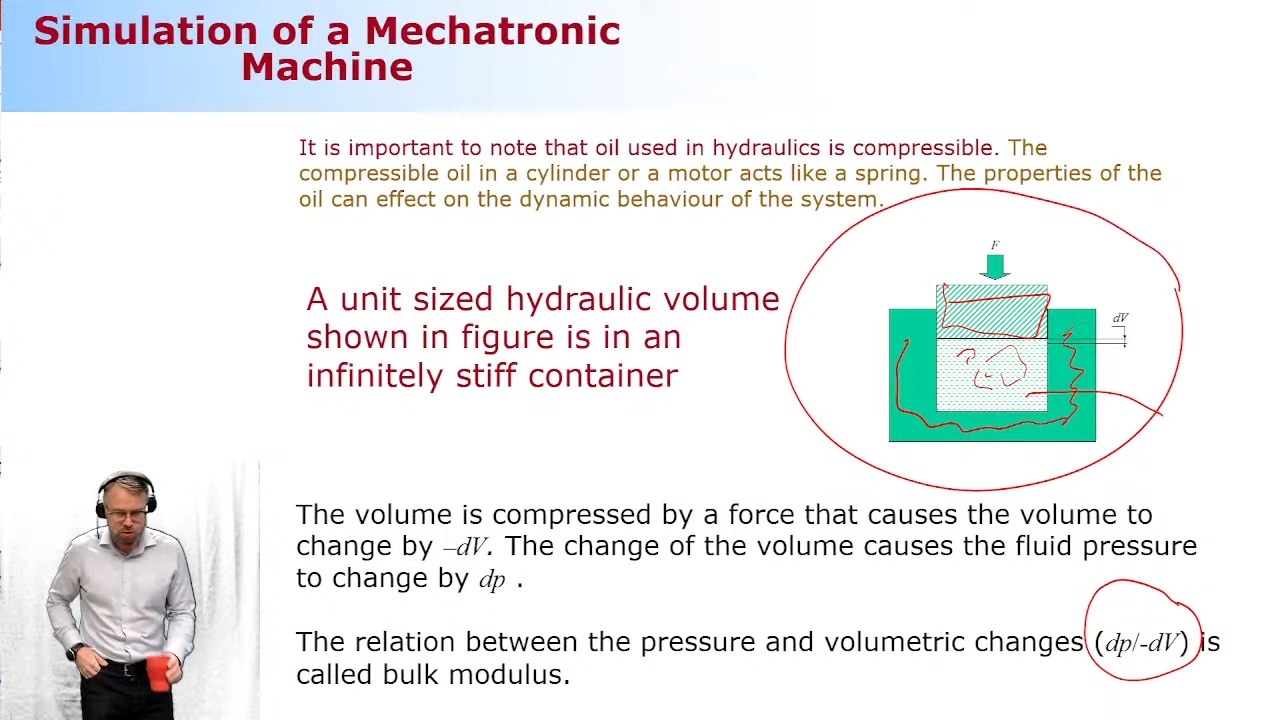 Simulation of a Mechatronic
Machine
It is important to note that oil used in hydraulics is compressible. The
compressible oil in a cylinder or a motor acts like a spring. The properties of the
oil can effect on the dynamic behaviour of the system.
F
dV
A unit sized hydraulic volume
shown in figure is in an
infinitely stiff container
The volume is compressed by a force that causes the volume to
change by –dV. The change of the volume causes the fluid pressure
to change by dp .
The relation between the pressure and volumetric changes (dp/-dV) is
called bulk modulus.